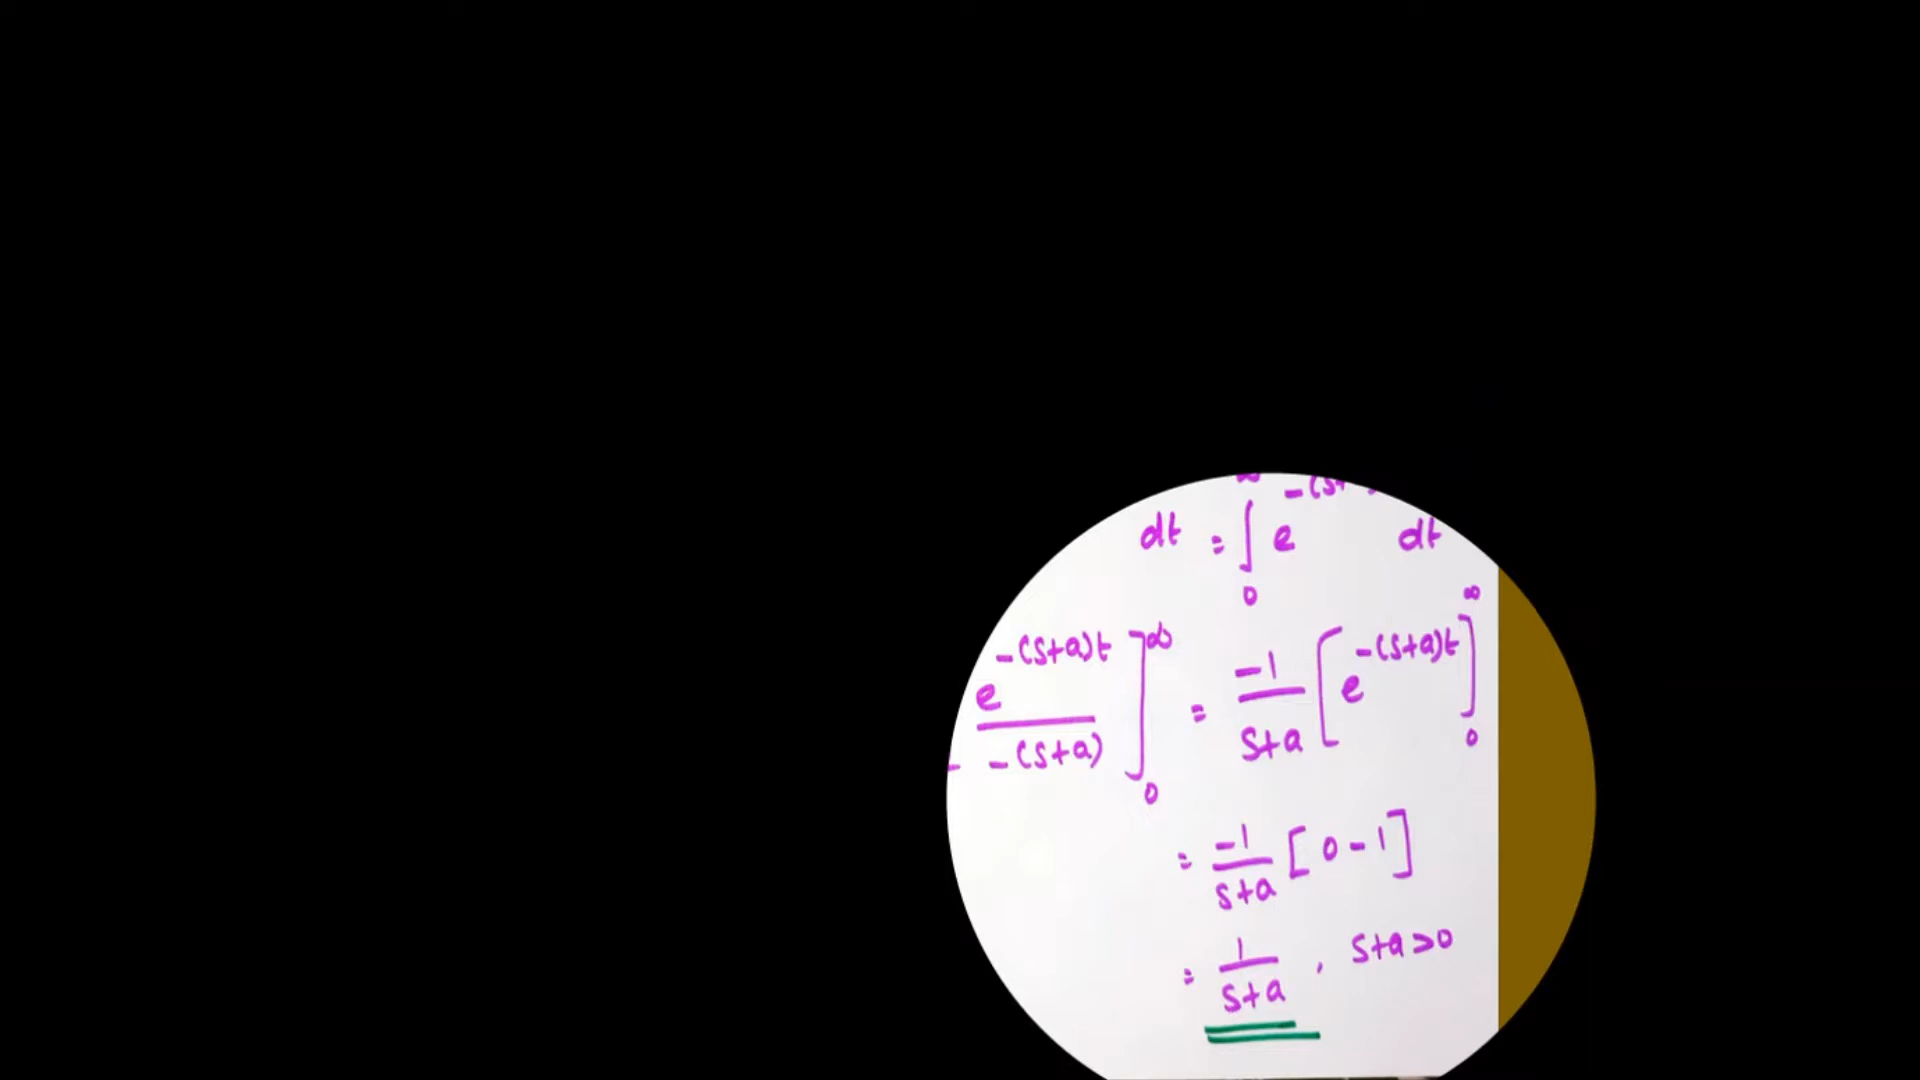 dt = ∫₀^∞ e^-(s+ dt
e^-(s+a)t / -(s+a) ]₀^∞ = -1/s+a [e^-(s+a)t]₀^∞
= -1/s+a [0-1]
= 1/s+a , s+a>0